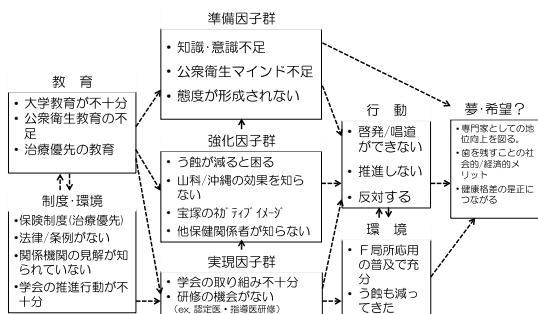 準備因子群
・知識・意識不足
・公衆衛生マインド不足
・態度が形成されない
教 育
・大学教育が不十分
・公衆衛生教育の不
足
・治療優先の教育
強化因子群
・う蝕が減ると困る
・山科/沖縄の効果を知ら
ない
・宝塚のﾈｶﾞﾃｨﾌﾞｲﾒｰｼﾞ
・他保健関係者が知らない
制度・環境
・保険制度(治療優先)
・法律/条例がない
・関係機関の見解が知
られていない
・学会の推進行動が不
十分
実現因子群
・学会の取り組み不十分
・研修の機会がない
(ex. 認定医・指導医研修)
行 動
・啓発/唱道
ができない
・推進しない
・反対する
環 境
・Ｆ局所応用
の普及で充
分
・う蝕も減っ
てきた
夢・希望？
・専門家としての地
位向上を図る。
・歯を残すことの社
会的/経済的メ
リット
・健康格差の是正に
つながる